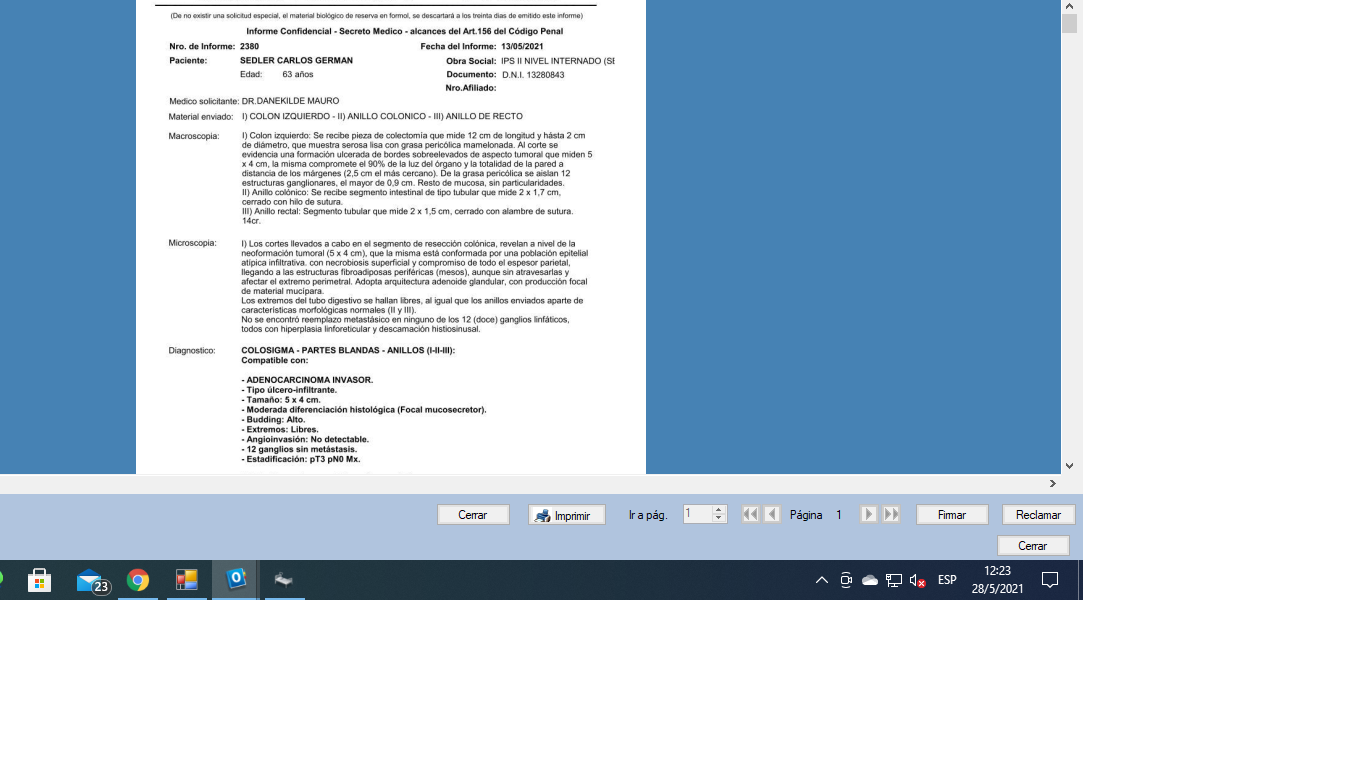 (De no existir una solicitud especial, el material biológico de reserva en formol, se descartará a los treinta dias de emitido este informe)
Informe Confidencial - Secreto Medico - alcances del Art.156 del Código Penal
Nro. de Informe: 2380 Fecha del Informe: 13/05/2021
Paciente: SEDLER CARLOS GERMAN Obra Social: IPS II NIVEL INTERNADO (SE
Edad: 63 años Documento: D.N.I. 13280843
Nro.Afiliado:
Medico solicitante: DR.DANEKILDE MAURO
Material enviado: I) COLON IZQUIERDO - II) ANILLO COLONICO - III) ANILLO DE RECTO
Macroscopia: I) Colon izquierdo: Se recibe pieza de colectomía que mide 12 cm de longitud y hásta 2 cm
de diámetro, que muestra serosa lisa con grasa pericólica mamelonada. Al corte se
evidencia una formación ulcerada de bordes sobreelevados de aspecto tumoral que miden 5
x 4 cm, la misma compromete el 90% de la luz del órgano y la totalidad de la pared a
distancia de los márgenes (2,5 cm el más cercano). De la grasa pericólica se aislan 12
estructuras ganglionares, el mayor de 0,9 cm. Resto de mucosa, sin particularidades.
II) Anillo colónico: Se recibe segmento intestinal de tipo tubular que mide 2 x 1,7 cm,
cerrado con hilo de sutura.
III) Anillo rectal: Segmento tubular que mide 2 x 1,5 cm, cerrado con alambre de sutura.
14cr.
Microscopia: I) Los cortes llevados a cabo en el segmento de resección colónica, revelan a nivel de la
neoformación tumoral (5 x 4 cm), que la misma está conformada por una población epitelial
atípica infiltrativa. con necrobiosis superficial y compromiso de todo el espesor parietal,
llegando a las estructuras fibroadiposas periféricas (mesos), aunque sin atravesarlas y
afectar el extremo perimetral. Adopta arquitectura adenoide glandular, con producción focal
de material mucípara.
Los extremos del tubo digestivo se hallan libres, al igual que los anillos enviados aparte de
características morfológicas normales (II y III).
No se encontró reemplazo metastásico en ninguno de los 12 (doce) ganglios linfáticos,
todos con hiperplasia linforeticular y descamación histiosinusal.
Diagnostico: COLOSIGMA - PARTES BLANDAS - ANILLOS (I-II-III):
Compatible con:
- ADENOCARCINOMA INVASOR.
- Tipo úlcero-infiltrante.
- Tamaño: 5 x 4 cm.
- Moderada diferenciación histológica (Focal mucosecretor).
- Budding: Alto.
- Extremos: Libres.
- Angioinvasión: No detectable.
- 12 ganglios sin metástasis.
- Estadificación: pT3 pN0 Mx.
Cerrar Imprimir Ir a pág. 1 Página 1 Firmar Reclamar
Cerrar
23 ESP 12:23
28/5/2021